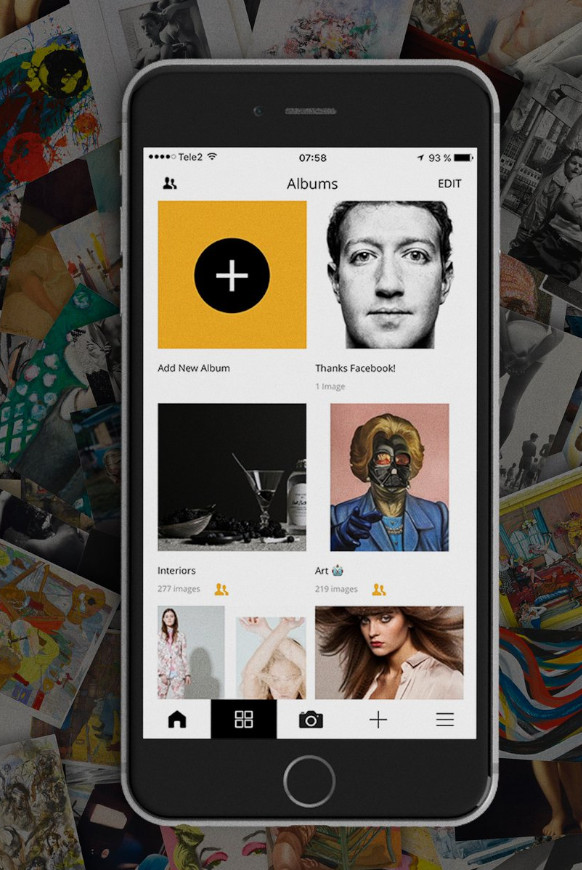 Tele2
07:58
93 %
Albums
EDIT
Add New Album
Thanks Facebook!
1 Image
Interiors
277 images
Art 🤖
219 images